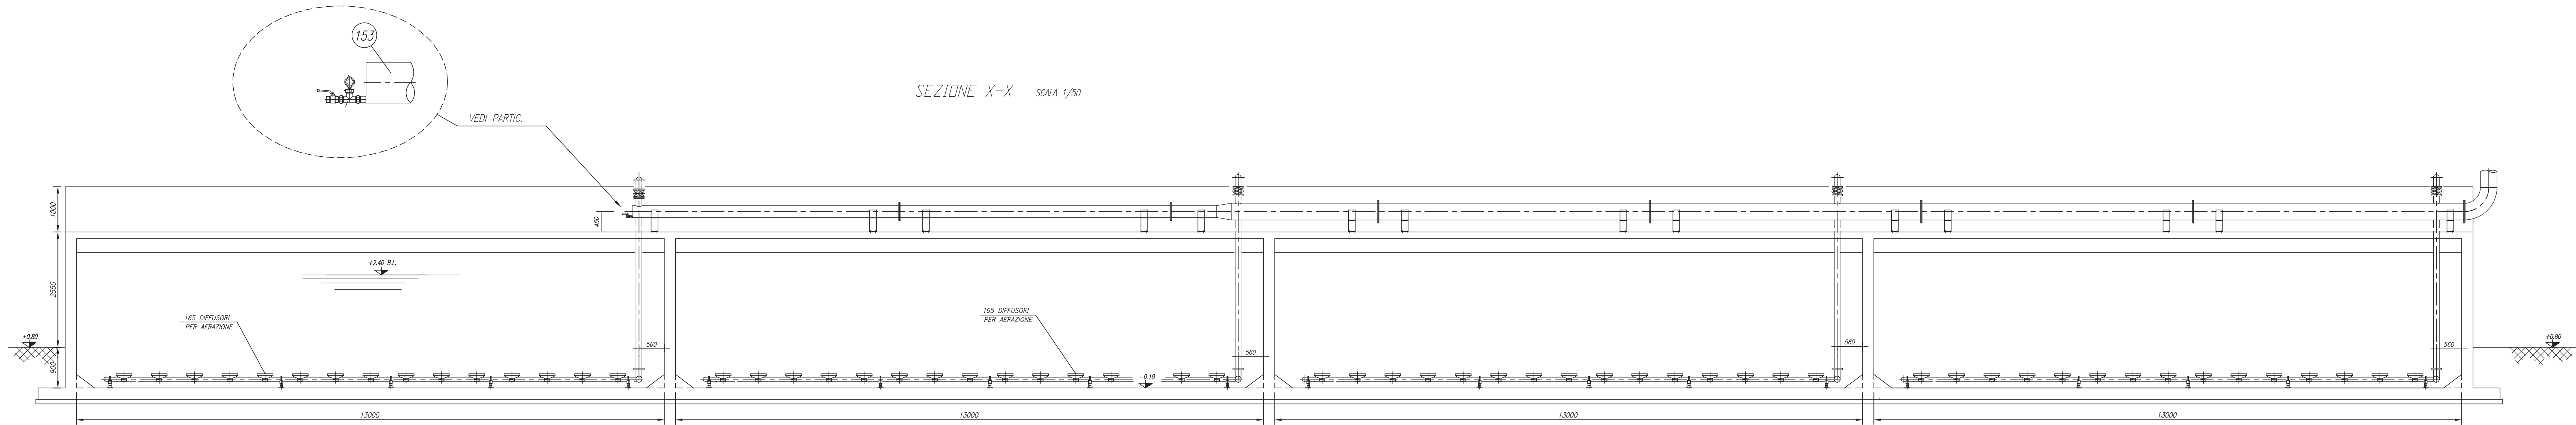 153
SEZIONE X-X SCALA 1/50
VEDI PARTIC.
1000
450
+2.40 B.L.
2550
165 DIFFUSORI
PER AERAZIONE
165 DIFFUSORI
PER AERAZIONE
+0.80
+0.80
560
560
560
560
900
-0.10
13000
13000
13000
13000